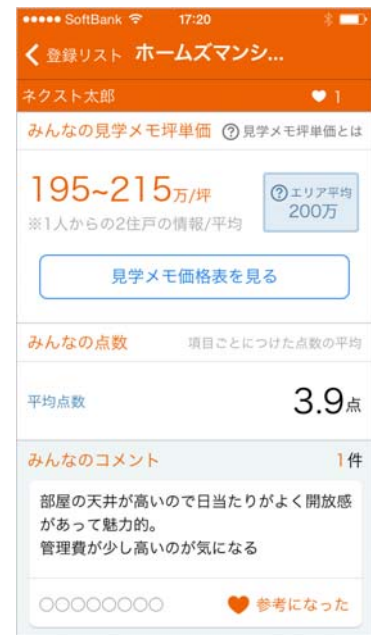 SoftBank 17:20
登録リスト ホームズマンシ...
ネクスト太郎 1
みんなの見学メモ坪単価 ?見学メモ坪単価とは
195~215万/坪
?エリア平均
200万
※1人からの2住戸の情報/平均
見学メモ価格表を見る
みんなの点数 項目ごとにつけた点数の平均
平均点数 3.9点
みんなのコメント 1件
部屋の天井が高いので日当たりがよく開放感
があって魅力的。
管理費が少し高いのが気になる
○○○○○○○○ 参考になった